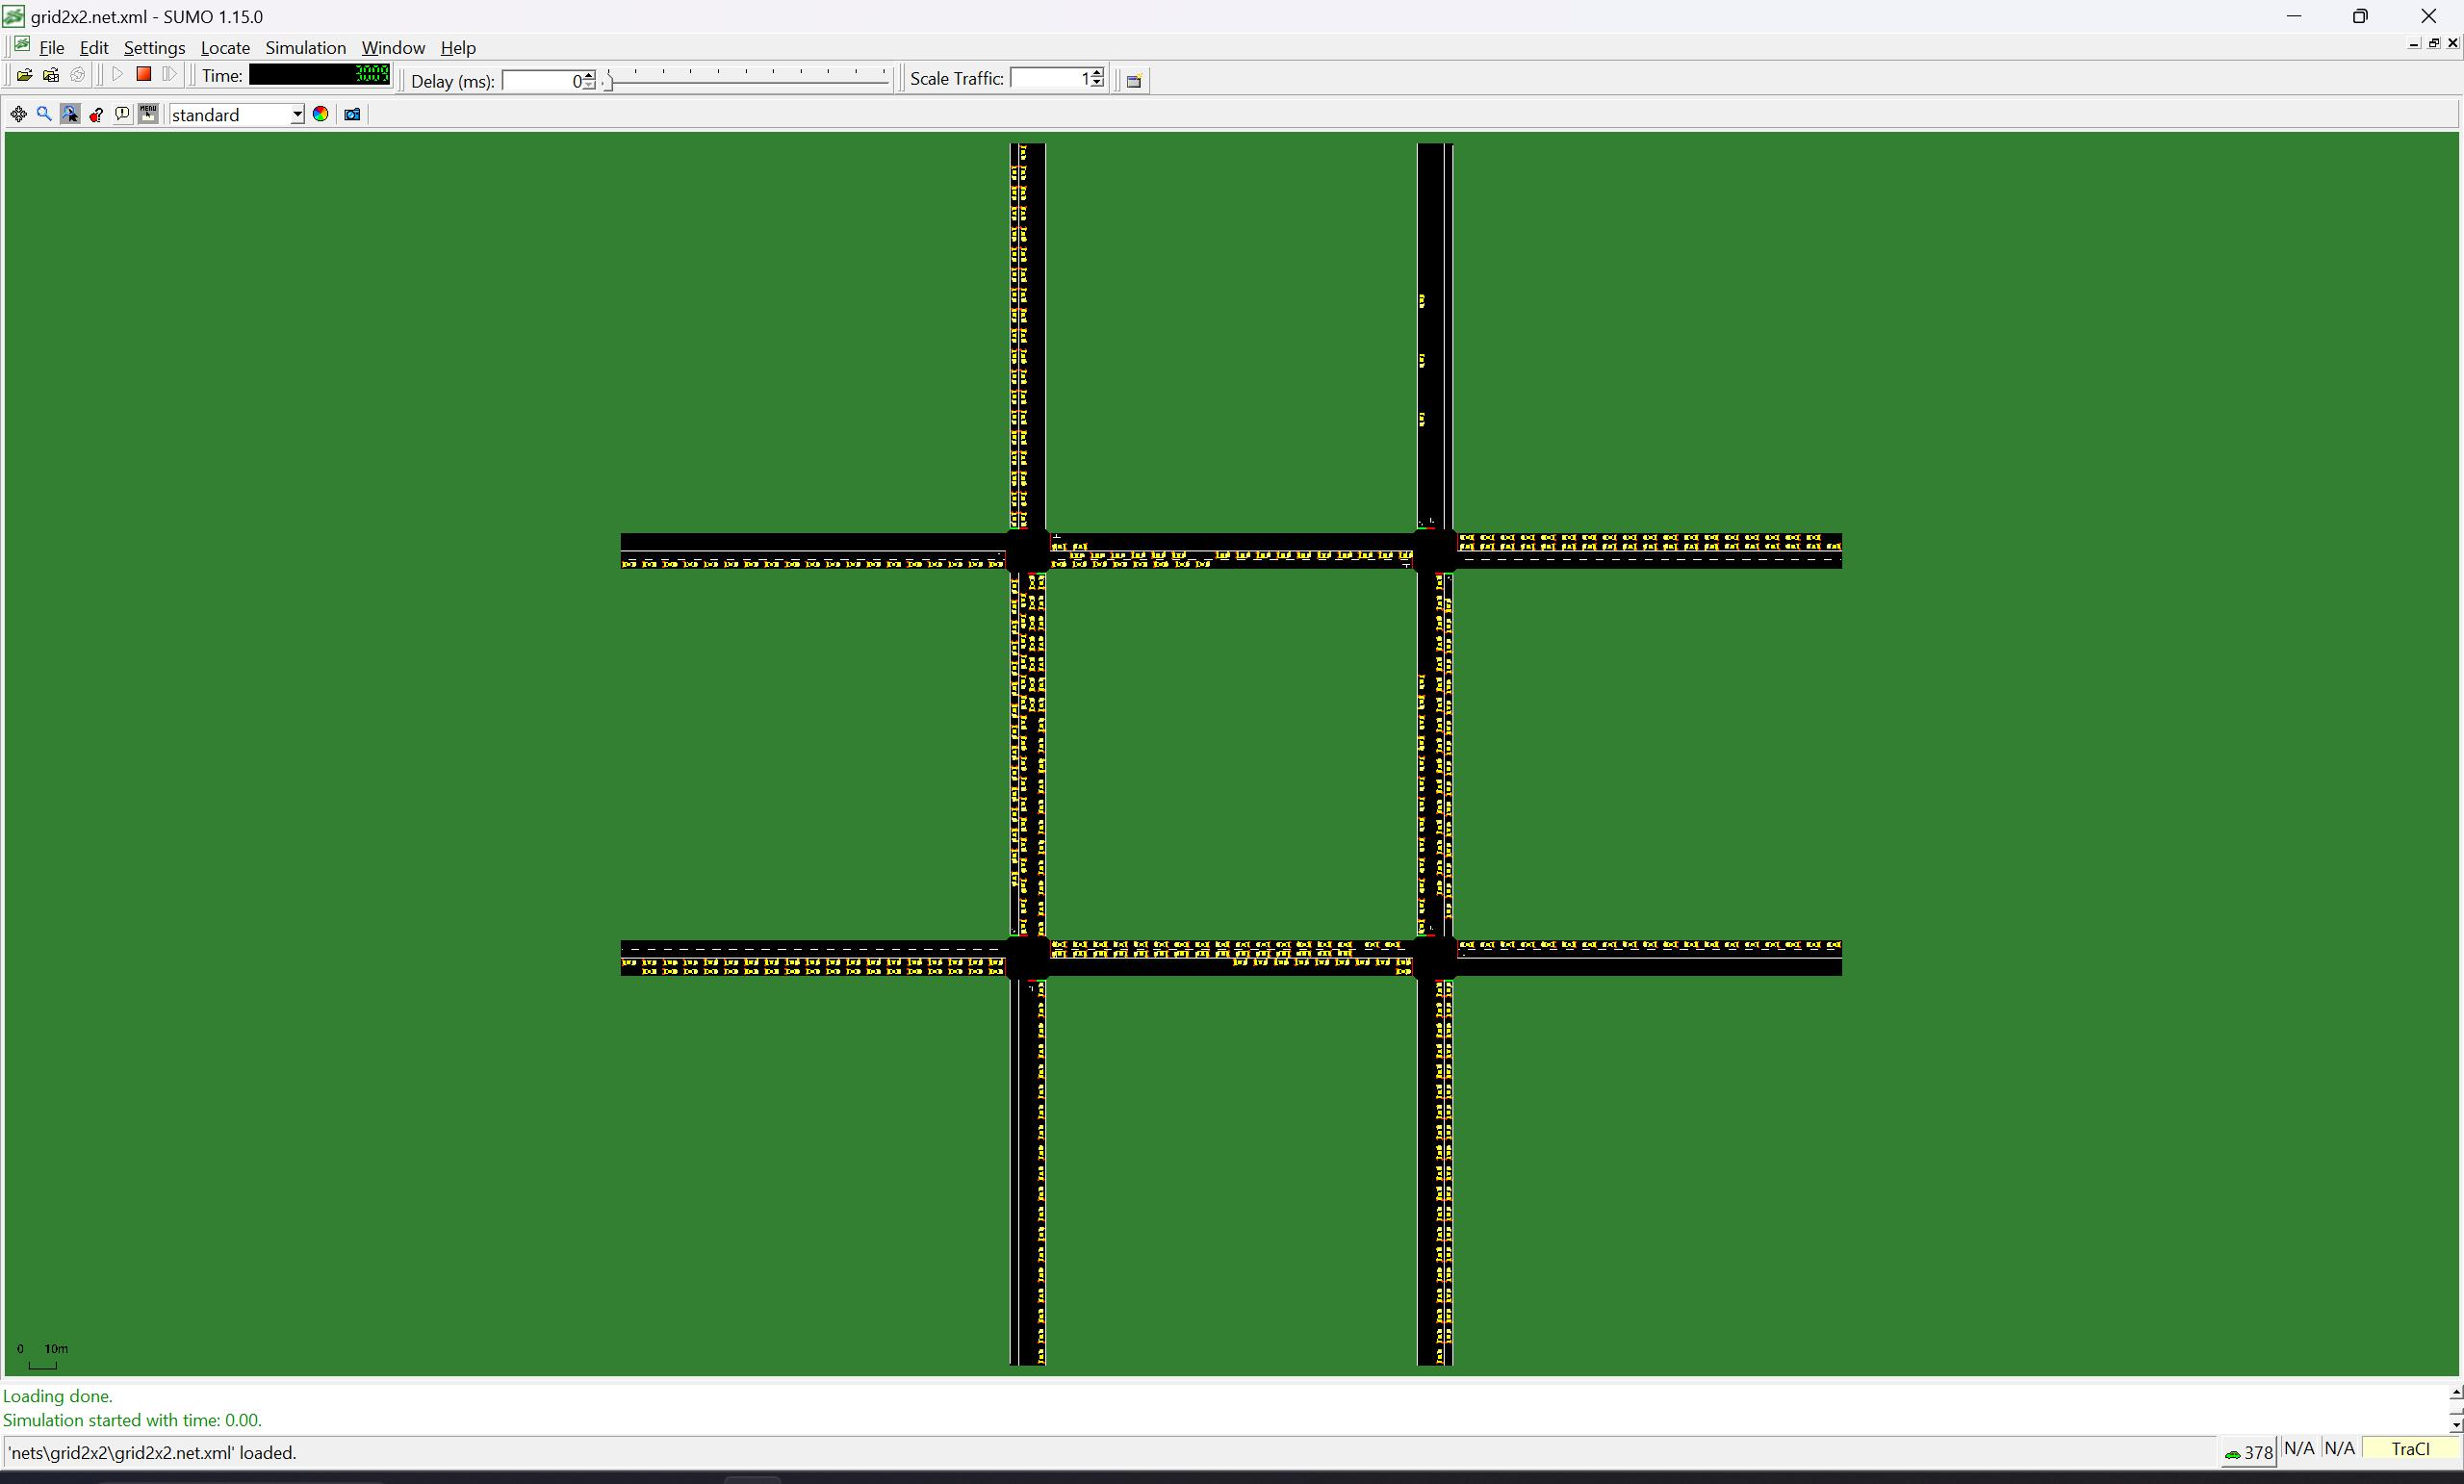 grid2x2.net.xml - SUMO 1.15.0
File Edit Settings Locate Simulation Window Help
Time: 3009 Delay (ms): 0 Scale Traffic: 1
MENU standard
0 10m
Loading done.
Simulation started with time: 0.00.
'nets\grid2x2\grid2x2.net.xml' loaded. 378 N/A N/A TraCI